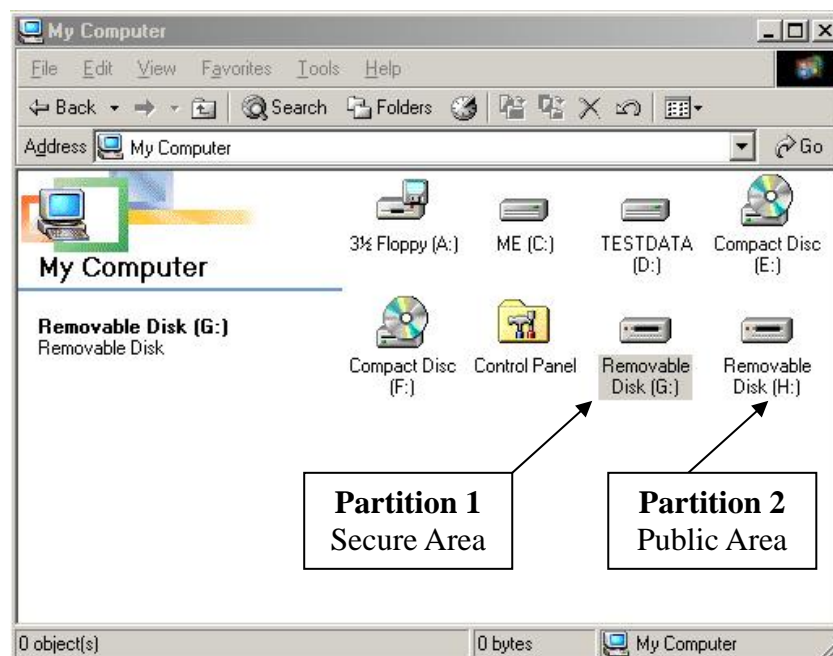 My Computer
File Edit View Favorites Tools Help
Back Search Folders
Address My Computer Go
3½ Floppy (A:)
ME (C:)
TESTDATA
(D:)
Compact Disc
(E:)
My Computer
Removable Disk (G:)
Removable Disk
Compact Disc
(F:)
Control Panel
Removable
Disk (G:)
Removable
Disk (H:)
Partition 1
Secure Area
Partition 2
Public Area
0 object(s) 0 bytes My Computer